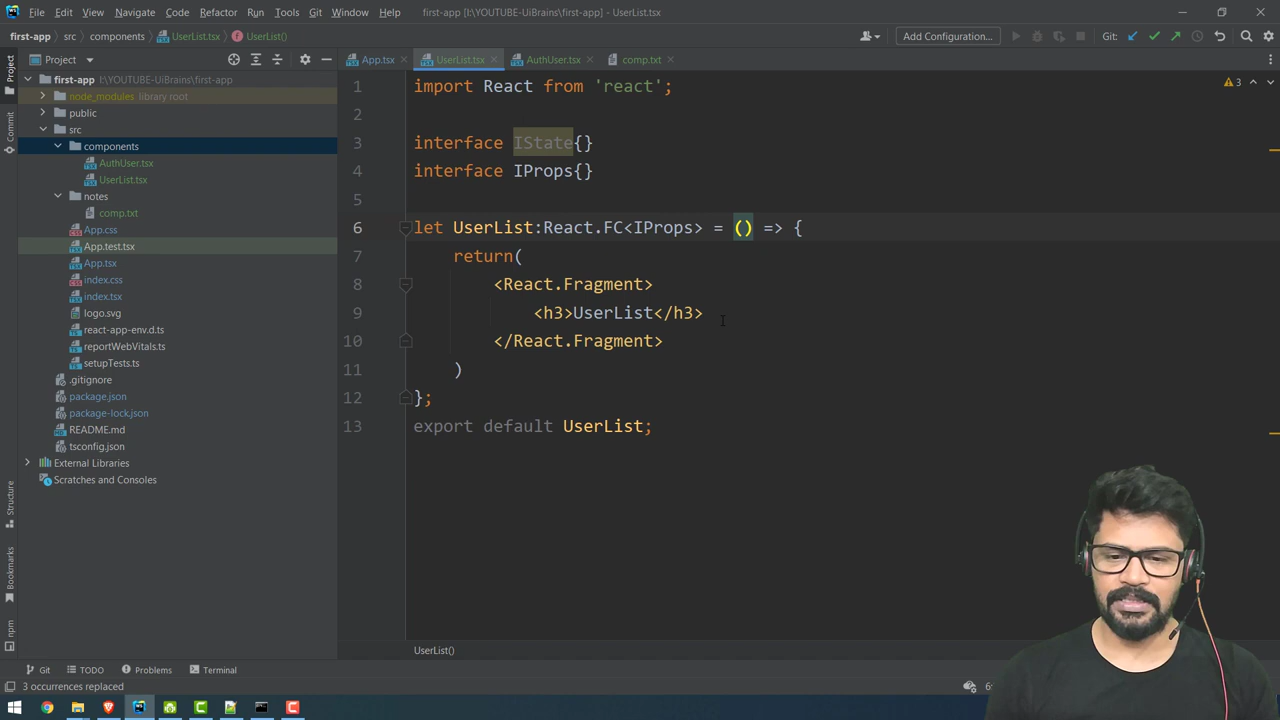 File Edit View Navigate Code Refactor Run Tools Git Window Help first-app [I:\YOUTUBE-UiBrains\first-app] - UserList.tsx
first-app src components UserList.tsx UserList() Add Configuration... Git:
Project App.tsx UserList.tsx AuthUser.tsx comp.txt
Project
Commit
Structure
Bookmarks
npm
first-app I:\YOUTUBE-UiBrains\first-app
node_modules library root
public
src
components
AuthUser.tsx
UserList.tsx
notes
comp.txt
App.css
App.test.tsx
App.tsx
index.css
index.tsx
logo.svg
react-app-env.d.ts
reportWebVitals.ts
setupTests.ts
.gitignore
package.json
package-lock.json
README.md
tsconfig.json
External Libraries
Scratches and Consoles
3
1 import React from 'react';
2
3 interface IState{}
4 interface IProps{}
5
6 let UserList:React.FC<IProps> = () => {
7 return(
8 <React.Fragment>
9 <h3>UserList</h3>
10 </React.Fragment>
11 )
12 };
13 export default UserList;
UserList()
Git TODO Problems Terminal
3 occurrences replaced